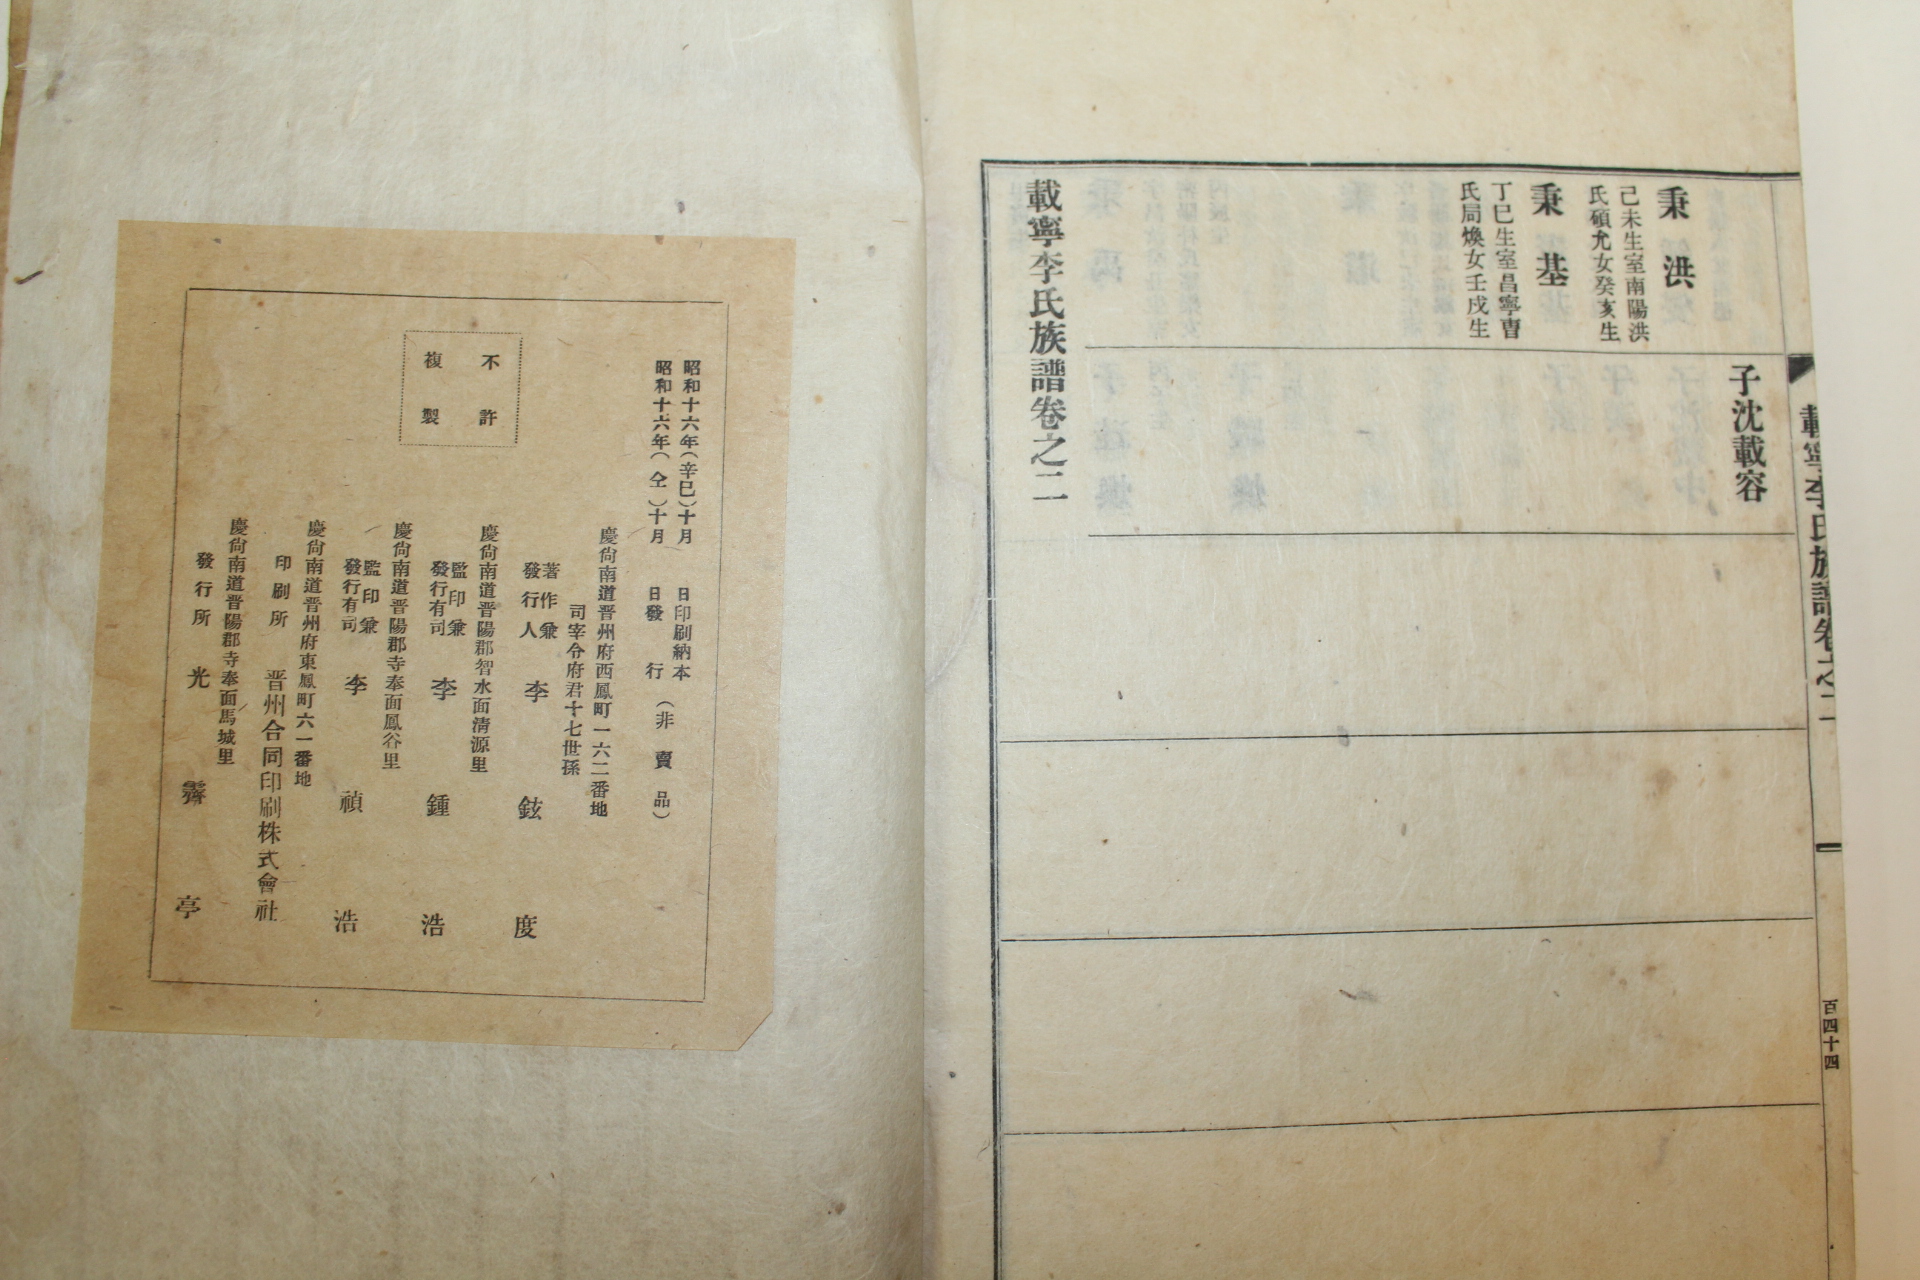 載寧李氏族譜卷之二
百四十四
子沈載容
秉洪
己未生室南陽洪
氏碩允女癸亥生
秉基
丁巳生室昌寧曺
氏局煥女壬戌生
載寧李氏族譜卷之二
昭和十六年(辛巳)十月 日印刷納本
昭和十六年(仝)十月 日發行 (非賣品)
慶尙南道晋州府西鳳町一六二番地
司宰令府君十七世孫
著作兼
發行人 李鉉度
慶尙南道晋陽郡智水面淸源里
監印兼
發行有司 李鍾浩
慶尙南道晋陽郡寺奉面鳳谷里
監印兼
發行有司 李禎浩
慶尙南道晋州府東鳳町六一番地
印刷所 晋州合同印刷株式會社
慶尙南道晋陽郡寺奉面馬城里
發行所 光霽亭
不許
複製